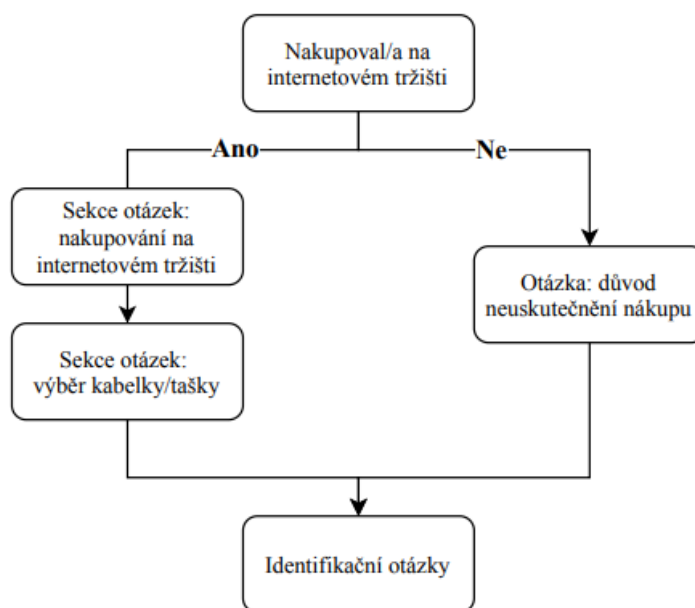 Nakupoval/a na
internetovém tržišti
Ano
Ne
Sekce otázek:
nakupování na
internetovém tržišti
Otázka: důvod
neuskutečnění nákupu
Sekce otázek:
výběr kabelky/tašky
Identifikační otázky